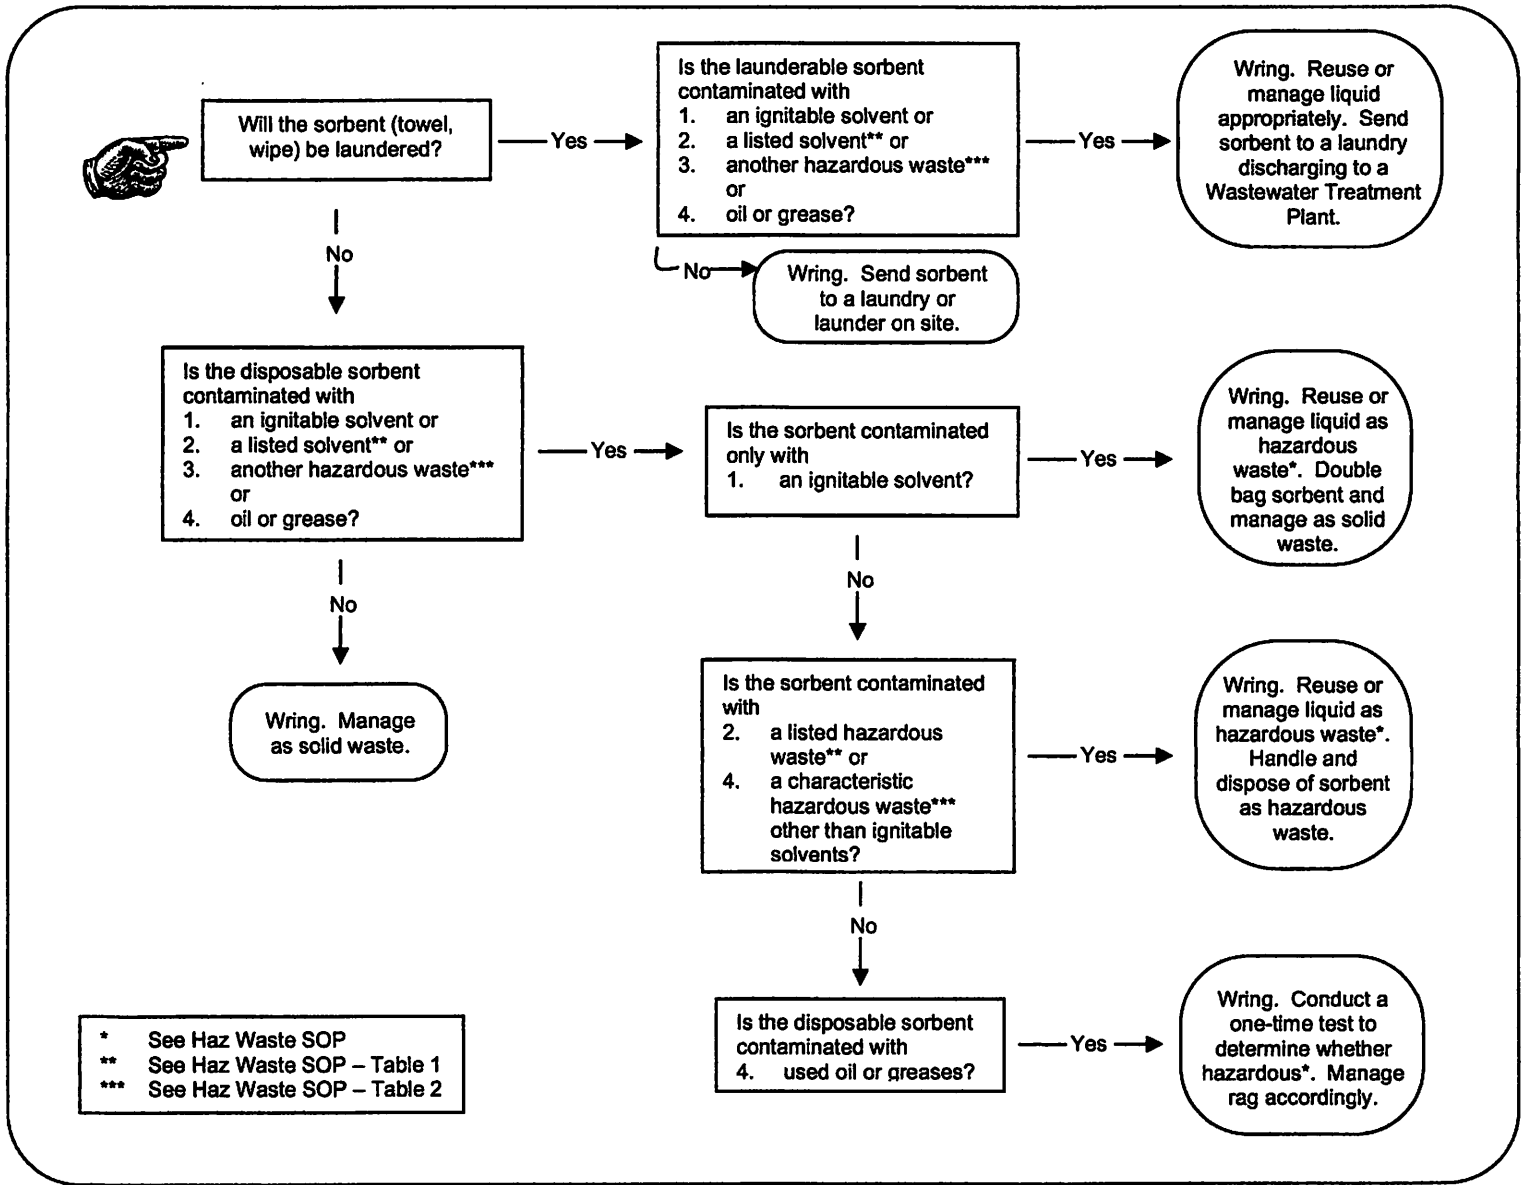 Will the sorbent (towel,
wipe) be laundered?
Yes
Is the launderable sorbent
contaminated with
1. an ignitable solvent or
2. a listed solvent** or
3. another hazardous waste***
or
4. oil or grease?
Yes
Wring. Reuse or
manage liquid
appropriately. Send
sorbent to a laundry
discharging to a
Wastewater Treatment
Plant.
No
Wring. Send sorbent
to a laundry or
launder on site.
No
Is the disposable sorbent
contaminated with
1. an ignitable solvent or
2. a listed solvent** or
3. another hazardous waste***
or
4. oil or grease?
Yes
Is the sorbent contaminated
only with
1. an ignitable solvent?
Yes
Wring. Reuse or
manage liquid as
hazardous
waste*. Double
bag sorbent and
manage as solid
waste.
No
Wring. Manage
as solid waste.
No
Is the sorbent contaminated
with
2. a listed hazardous
waste** or
4. a characteristic
hazardous waste***
other than ignitable
solvents?
Yes
Wring. Reuse or
manage liquid as
hazardous waste*.
Handle and
dispose of sorbent
as hazardous
waste.
No
Is the disposable sorbent
contaminated with
4. used oil or greases?
Yes
Wring. Conduct a
one-time test to
determine whether
hazardous*. Manage
rag accordingly.
* See Haz Waste SOP
** See Haz Waste SOP – Table 1
*** See Haz Waste SOP – Table 2